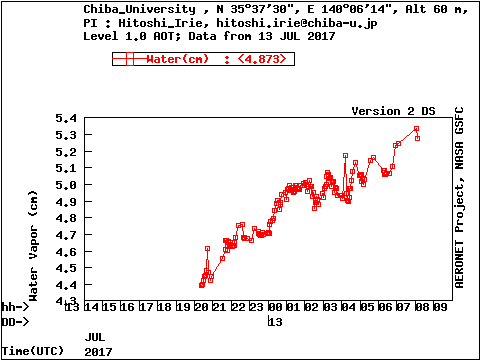 Chiba_University , N 35°37'30", E 140°06'14", Alt 60 m,
PI : Hitoshi_Irie, hitoshi.irie@chiba-u.jp
Level 1.0 AOT; Data from 13 JUL 2017
Water(cm) : <4.873>
Version 2 DS
5.4
5.3
5.2
5.1
5.0
4.9
4.8
4.7
4.6
4.5
4.4
4.3
Water Vapor (cm)
AERONET Project, NASA GSFC
hh-> 13 14 15 16 17 18 19 20 21 22 23 00 01 02 03 04 05 06 07 08 09
DD-> 13
JUL
Time(UTC) 2017